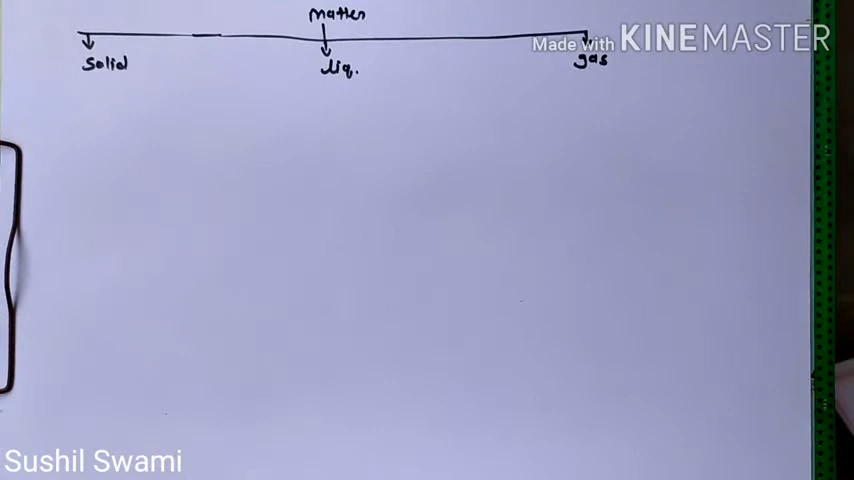 Matter
Made with KINEMASTER
Solid liq. gas
Sushil Swami